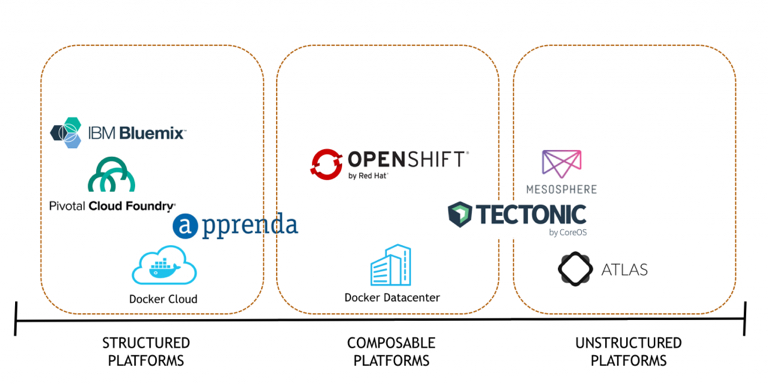 IBM Bluemix™
Pivotal Cloud Foundry®
apprenda
Docker Cloud
OPENSHIFT®
by Red Hat®
Docker Datacenter
MESOSPHERE
TECTONIC
by CoreOS
ATLAS
STRUCTURED
PLATFORMS
COMPOSABLE
PLATFORMS
UNSTRUCTURED
PLATFORMS